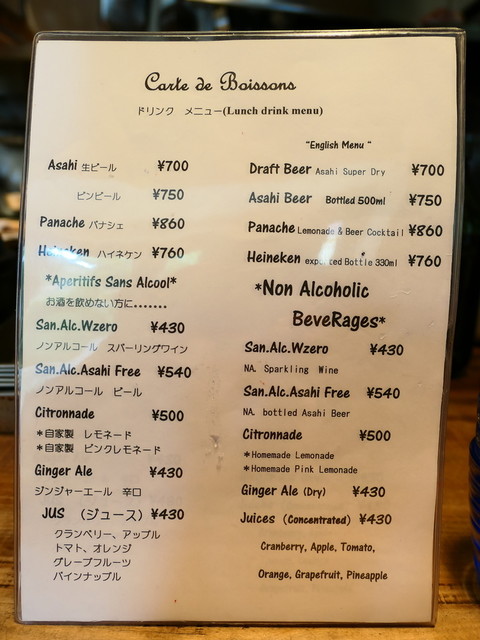 Carte de Boissons
ドリンク メニュー(Lunch drink menu)
Asahi 生ビール ¥700
ビンビール ¥750
Panache パナシェ ¥860
Heineken ハイネケン ¥760
*Aperitifs Sans Alcool*
お酒を飲めない方に.......
San.Alc.Wzero ¥430
ノンアルコール スパーリングワイン
San.Alc.Asahi Free ¥540
ノンアルコール ビール
Citronnade ¥500
*自家製 レモネード
*自家製 ピンクレモネード
Ginger Ale ¥430
ジンジャーエール 辛口
JUS (ジュース) ¥430
クランベリー、アップル
トマト、オレンジ
グレープフルーツ
パインナップル
"English Menu"
Draft Beer Asahi Super Dry ¥700
Asahi Beer Bottled 500ml ¥750
Panache Lemonade & Beer Cocktail ¥860
Heineken exported Bottle 330ml ¥760
*Non Alcoholic
BeveRages*
San.Alc.Wzero ¥430
NA. Sparkling Wine
San.Alc.Asahi Free ¥540
NA. bottled Asahi Beer
Citronnade ¥500
*Homemade Lemonade
*Homemade Pink Lemonade
Ginger Ale (Dry) ¥430
Juices (Concentrated) ¥430
Cranberry, Apple, Tomato,
Orange, Grapefruit, Pineapple